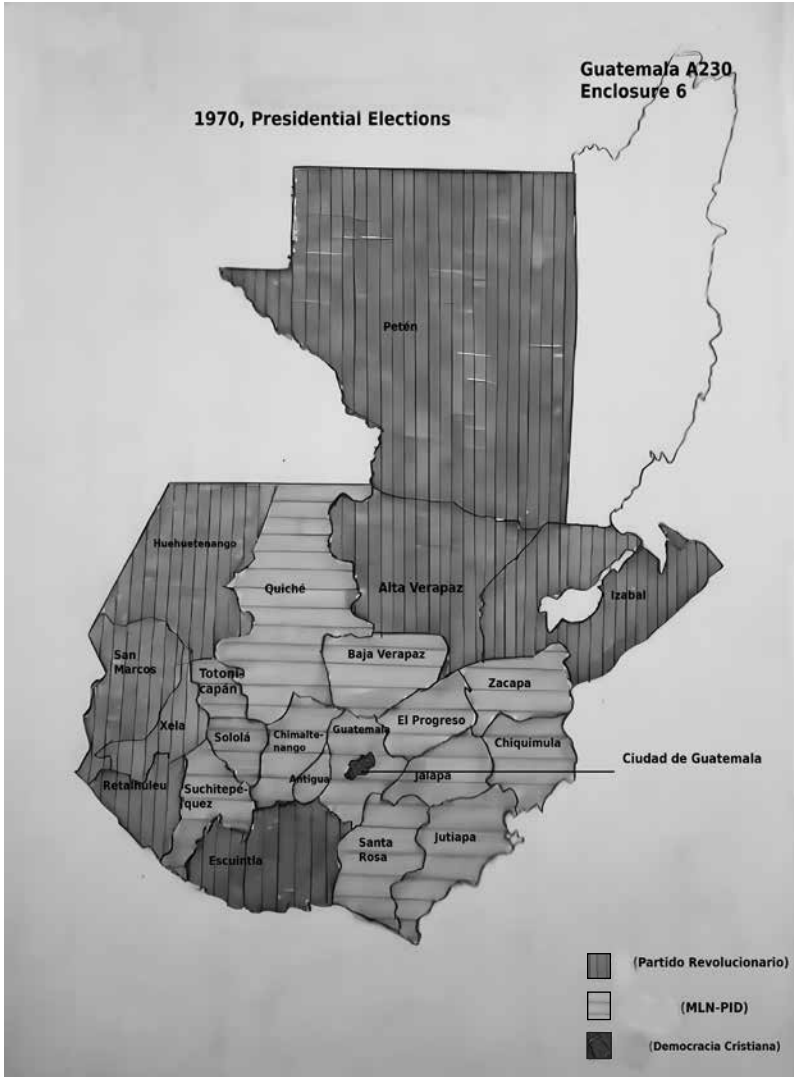 Guatemala A230
Enclosure 6
1970, Presidential Elections
Petén
Huehuetenango
Quiché
Alta Verapaz
Izabal
San
Marcos
Baja Verapaz
Totoni-
capán
Zacapa
Xela
Sololá
Chimalte-
nango
Guatemala
El Progreso
Chiquimula
Ciudad de Guatemala
Retalhuleu
Suchitepé-
quez
Antigua
Jalapa
Escuintla
Santa
Rosa
Jutiapa
(Partido Revolucionario)
(MLN-PID)
(Democracia Cristiana)